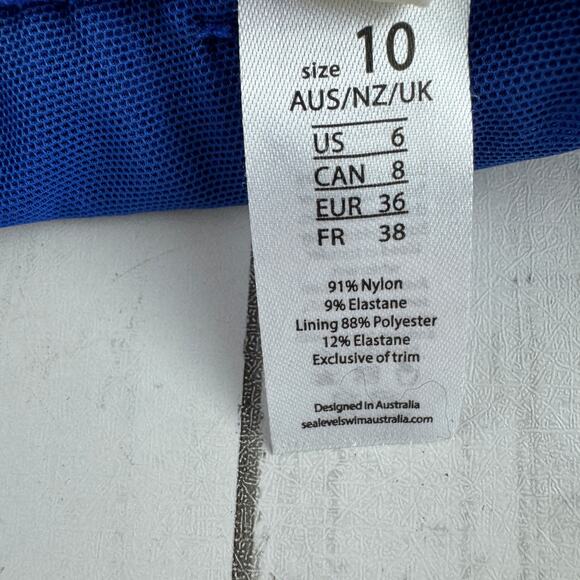 size 10
AUS/NZ/UK
US 6
CAN 8
EUR 36
FR 38
91% Nylon
9% Elastane
Lining 88% Polyester
12% Elastane
Exclusive of trim
Designed in Australia
sealevelswimaustralia.com